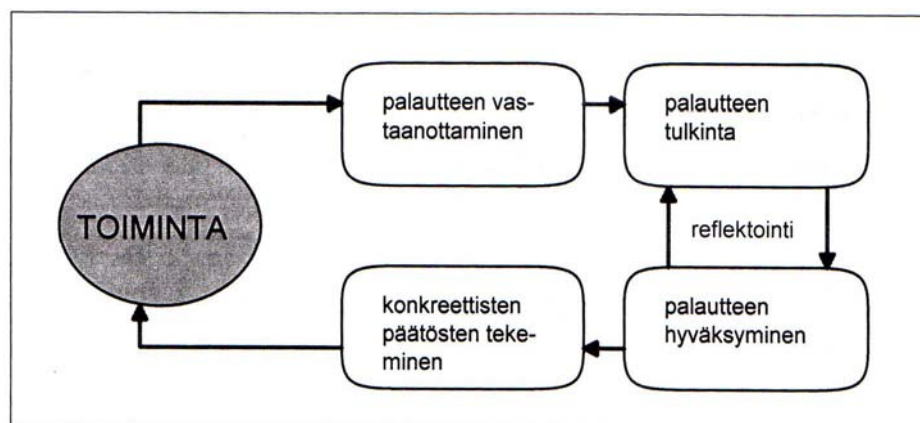 palautteen vas-
taanottaminen
palautteen
tulkinta
TOIMINTA
reflektointi
konkreettisten
päätösten teke-
minen
palautteen
hyväksyminen